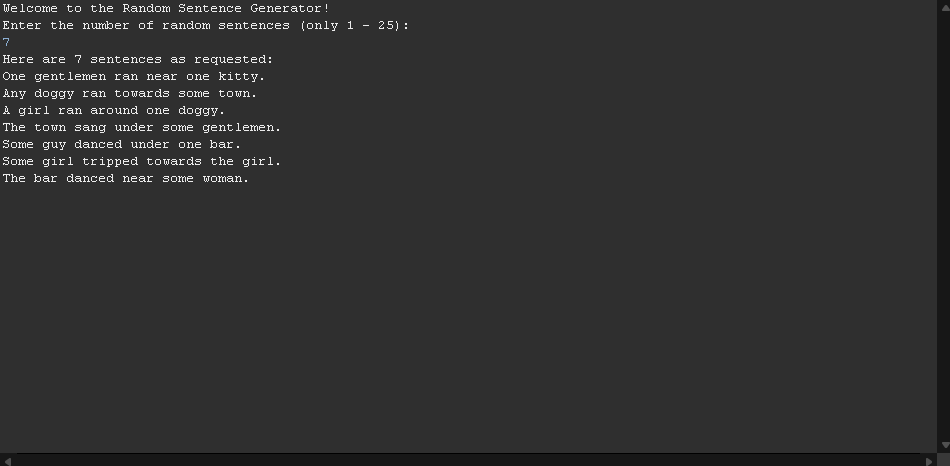 Welcome to the Random Sentence Generator!
Enter the number of random sentences (only 1 - 25):
7
Here are 7 sentences as requested:
One gentlemen ran near one kitty.
Any doggy ran towards some town.
A girl ran around one doggy.
The town sang under some gentlemen.
Some guy danced under one bar.
Some girl tripped towards the girl.
The bar danced near some woman.